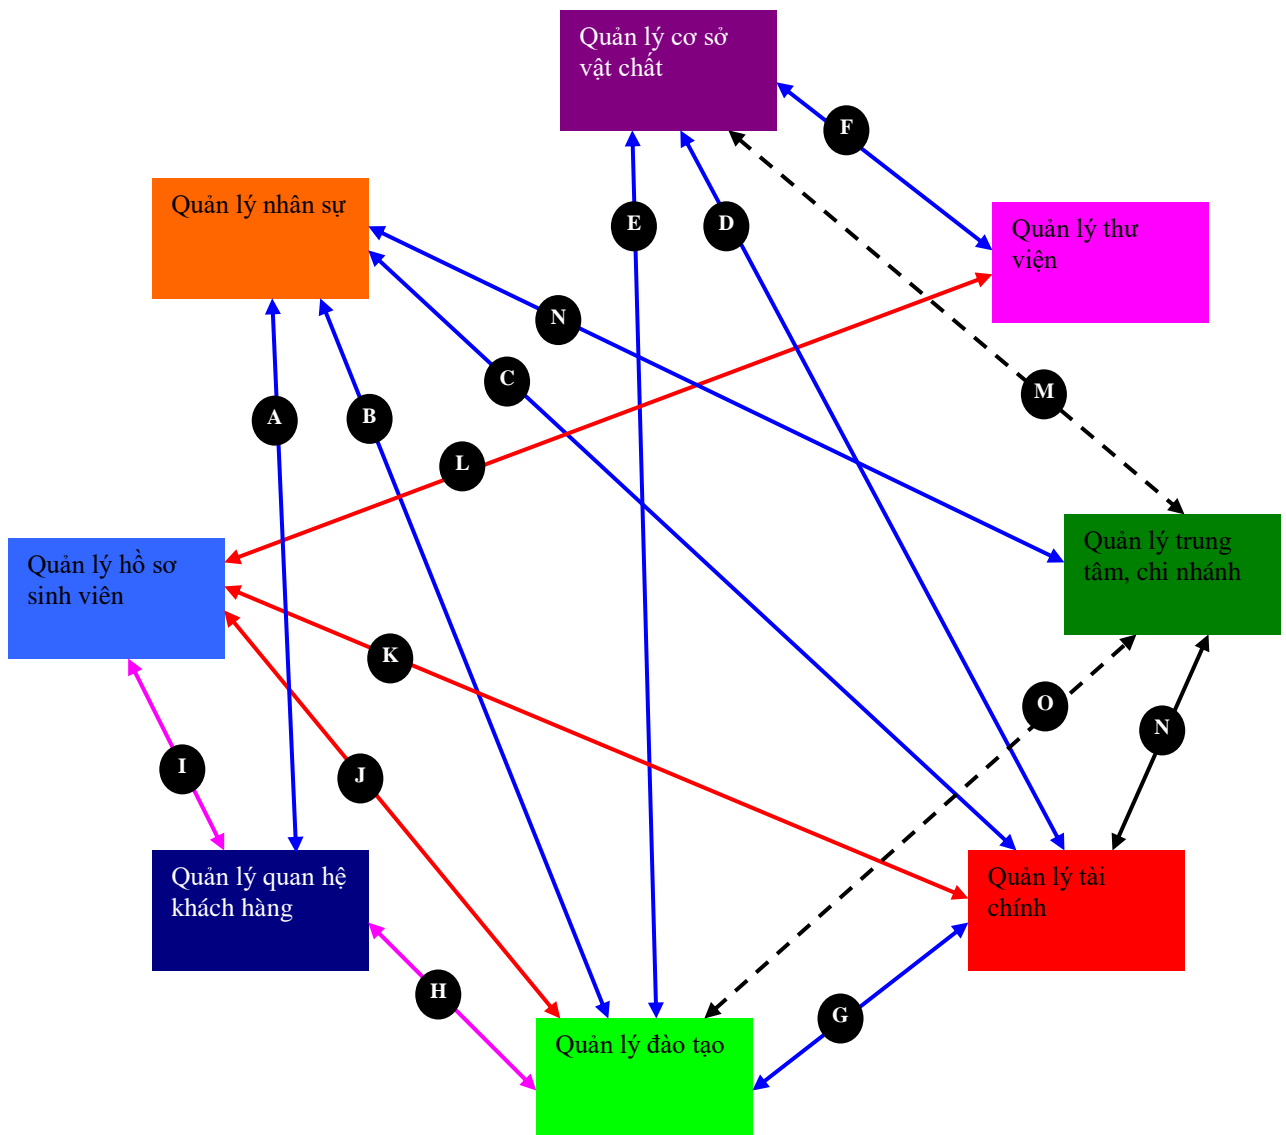 Quản lý cơ sở
vật chất
F
Quản lý nhân sự
E
D
Quản lý thư
viện
N
C
M
A
B
L
Quản lý hồ sơ
sinh viên
Quản lý trung
tâm, chi nhánh
K
O
N
I
J
Quản lý quan hệ
khách hàng
Quản lý tài
chính
H
G
Quản lý đào tạo